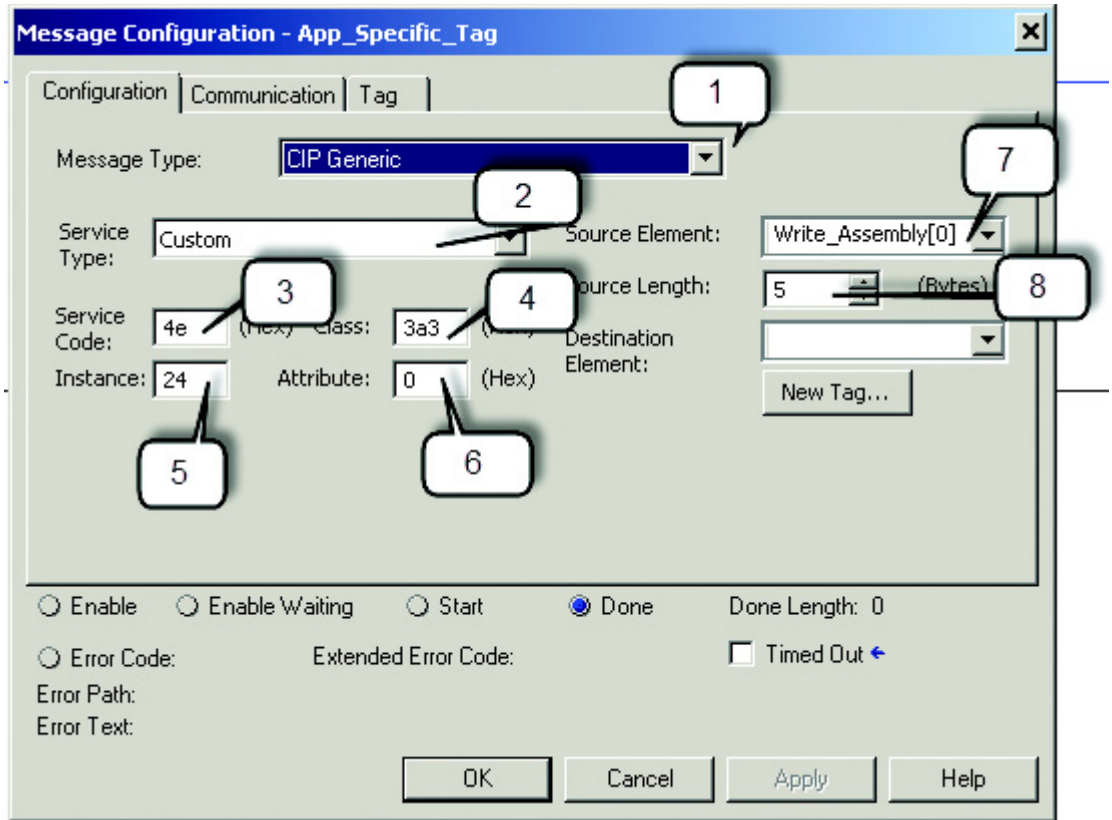 Message Configuration - App_Specific_Tag
Configuration Communication Tag
1
Message Type: CIP Generic
7
2
Service Type: Custom
Source Element: Write_Assembly[0]
3
4
Source Length: 5 (Bytes)
8
Service Code: 4e (Hex) Class: 3a3 (Hex)
Destination Element:
Instance: 24 Attribute: 0 (Hex)
New Tag...
5
6
Enable Enable Waiting Start Done Done Length: 0
Error Code: Extended Error Code: Timed Out
Error Path:
Error Text:
OK Cancel Apply Help